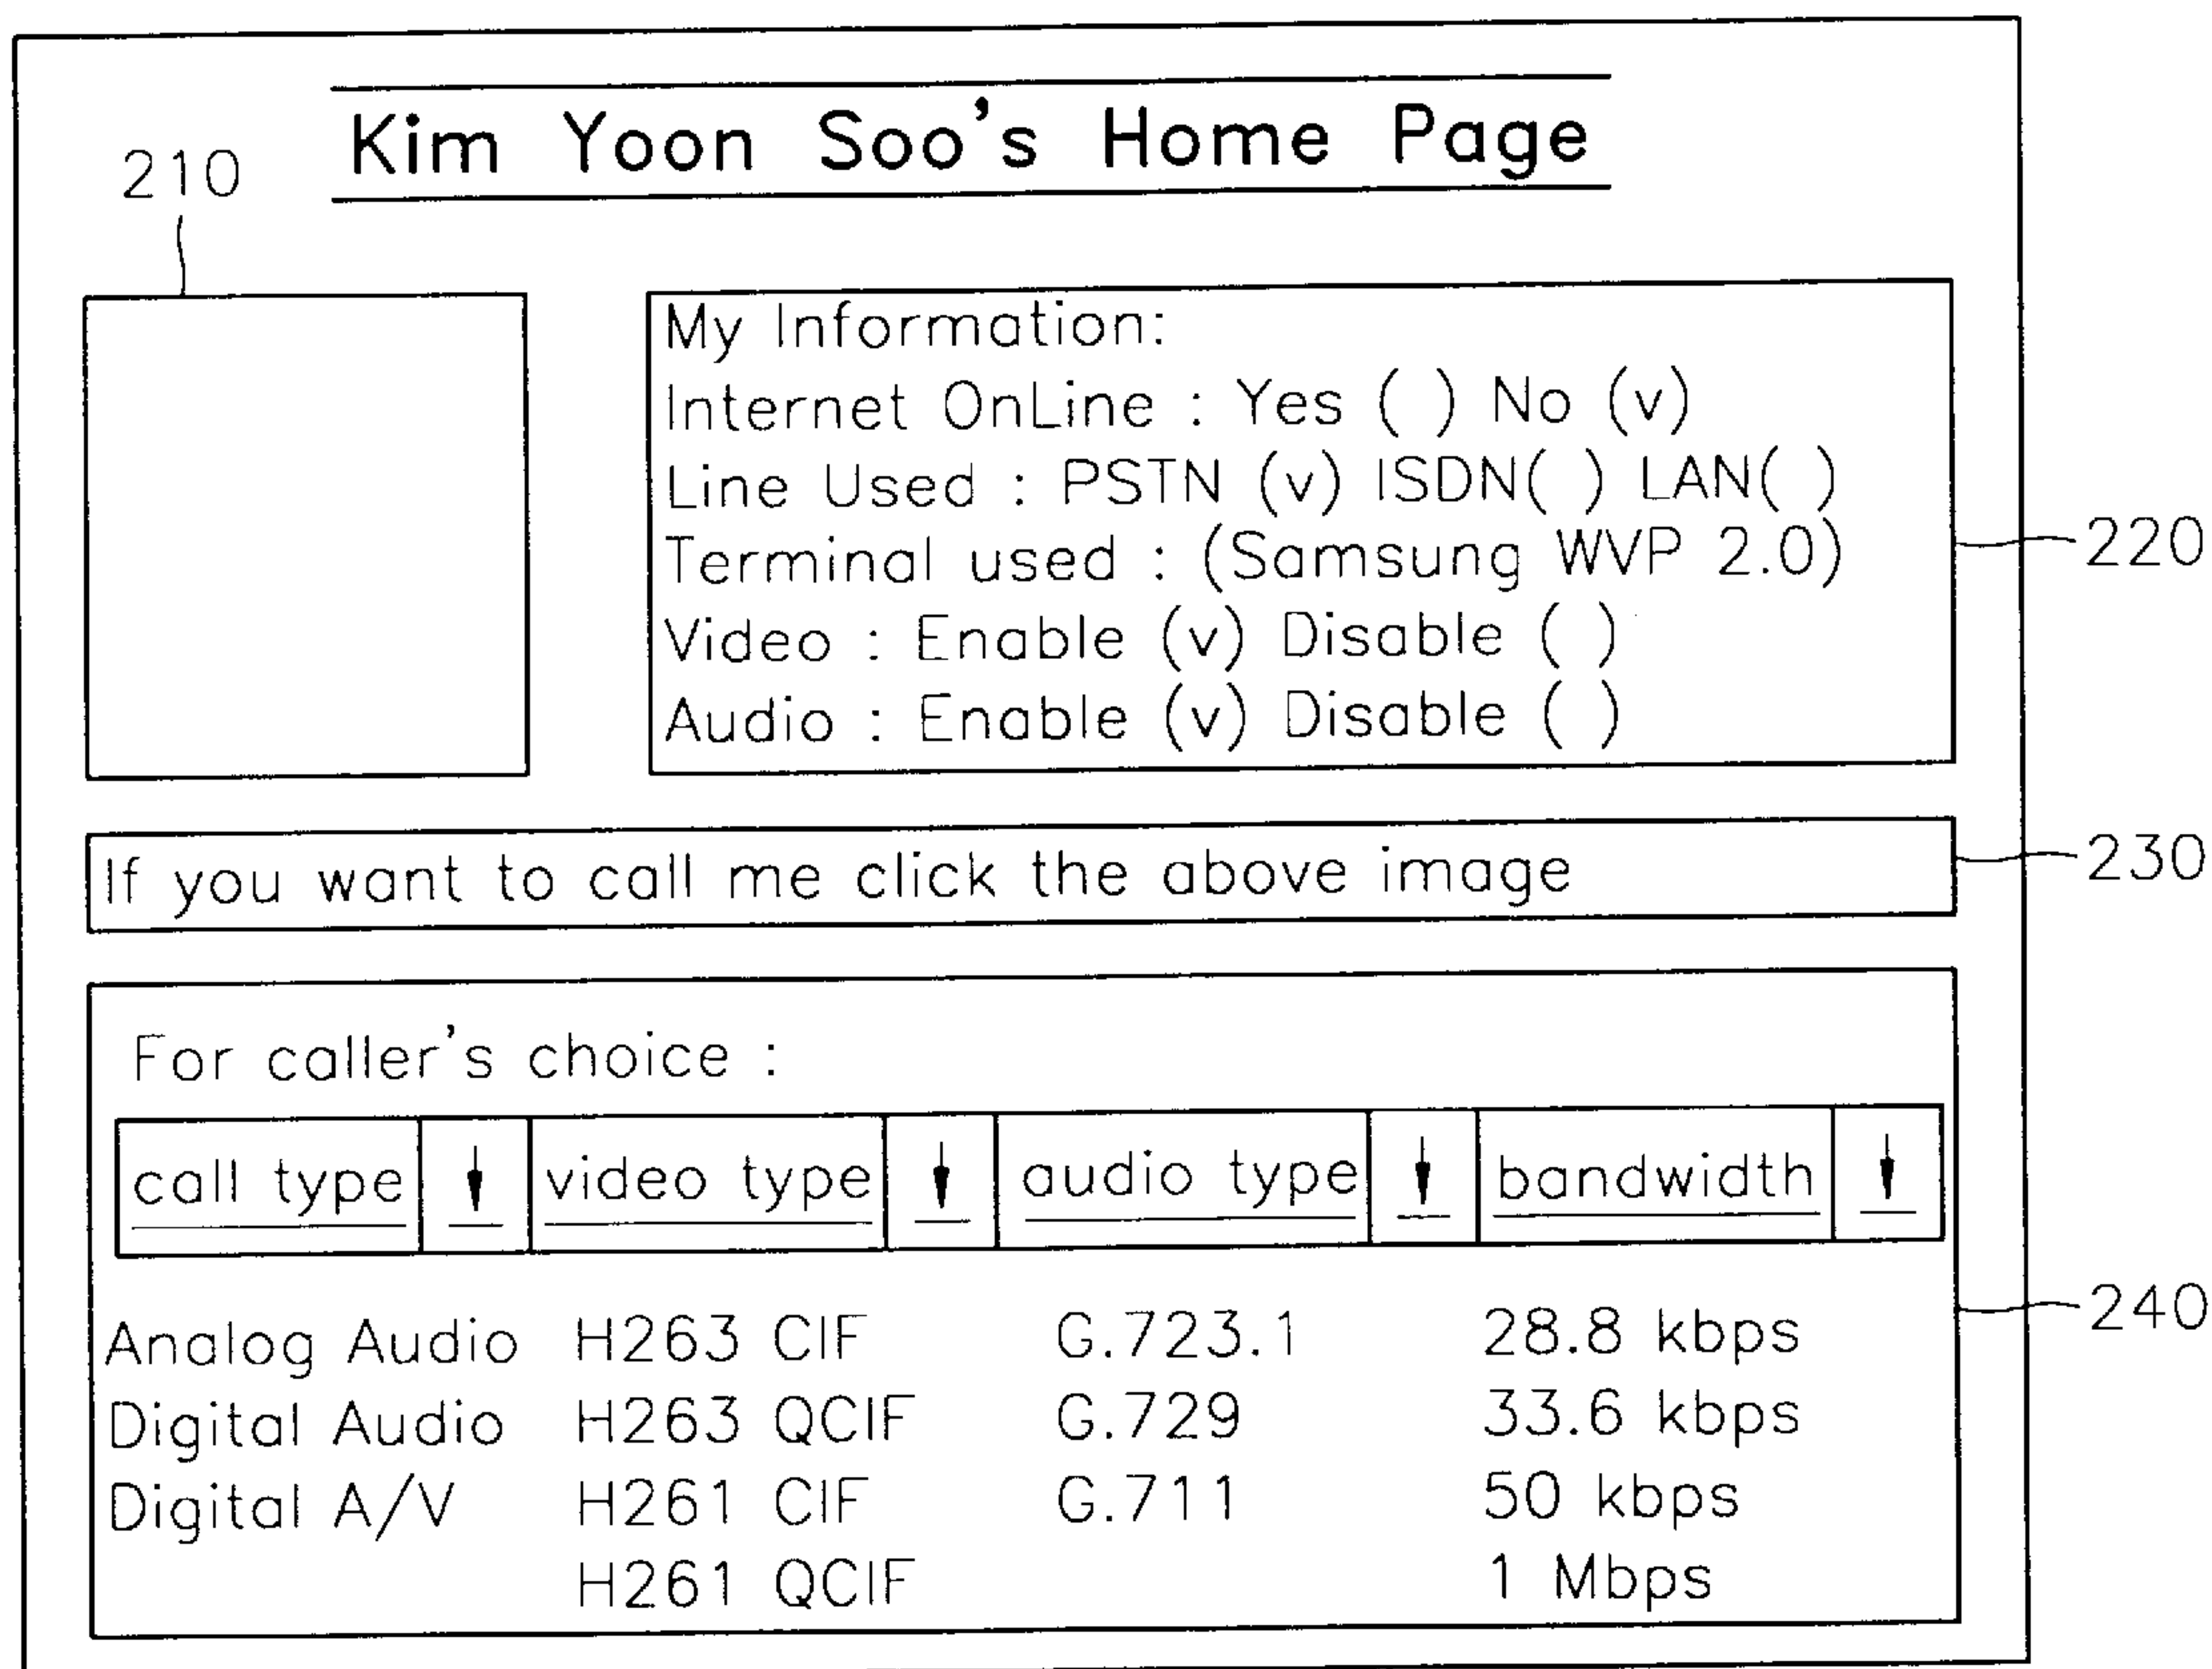 Kim Yoon Soo's Home Page
210
My Information:
Internet OnLine : Yes ( ) No (v)
Line Used : PSTN (v) ISDN( ) LAN( )
Terminal used : (Samsung WVP 2.0)
220
Video : Enable (v) Disable ( )
Audio : Enable (v) Disable ( )
If you want to call me click the above image
230
For caller's choice :
call type ↓ video type ↓ audio type ↓ bandwidth ↓
Analog Audio H263 CIF G.723.1 28.8 kbps
240
Digital Audio H263 QCIF G.729 33.6 kbps
Digital A/V H261 CIF G.711 50 kbps
H261 QCIF 1 Mbps